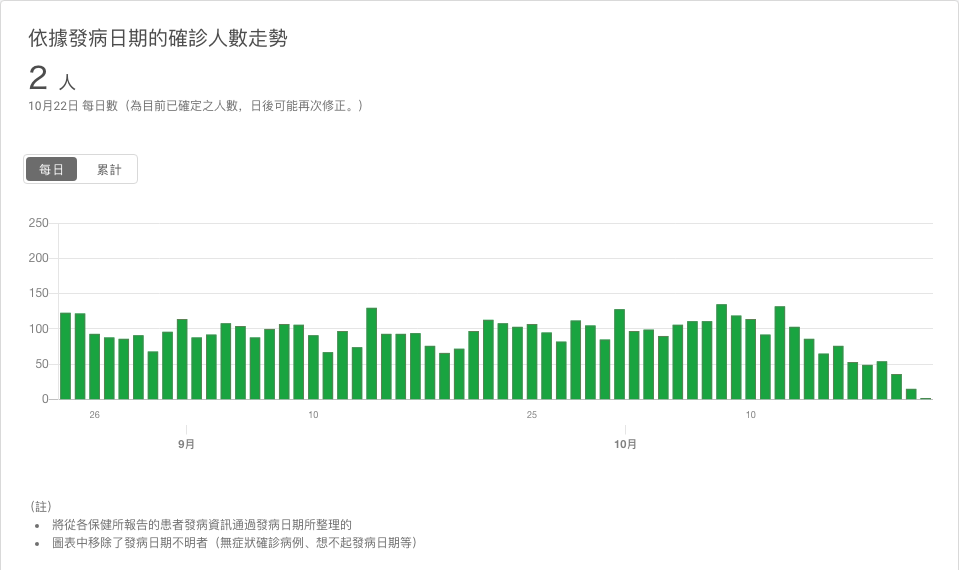 依據發病日期的確診人數走勢
2 人
10月22日 每日數（為目前已確定之人數，日後可能再次修正。）
每日 累計
250
200
150
100
50
0
26 10 25 10
9月 10月
（註）
• 將從各保健所報告的患者發病資訊通過發病日期所整理的
• 圖表中移除了發病日期不明者（無症狀確診病例、想不起發病日期等）